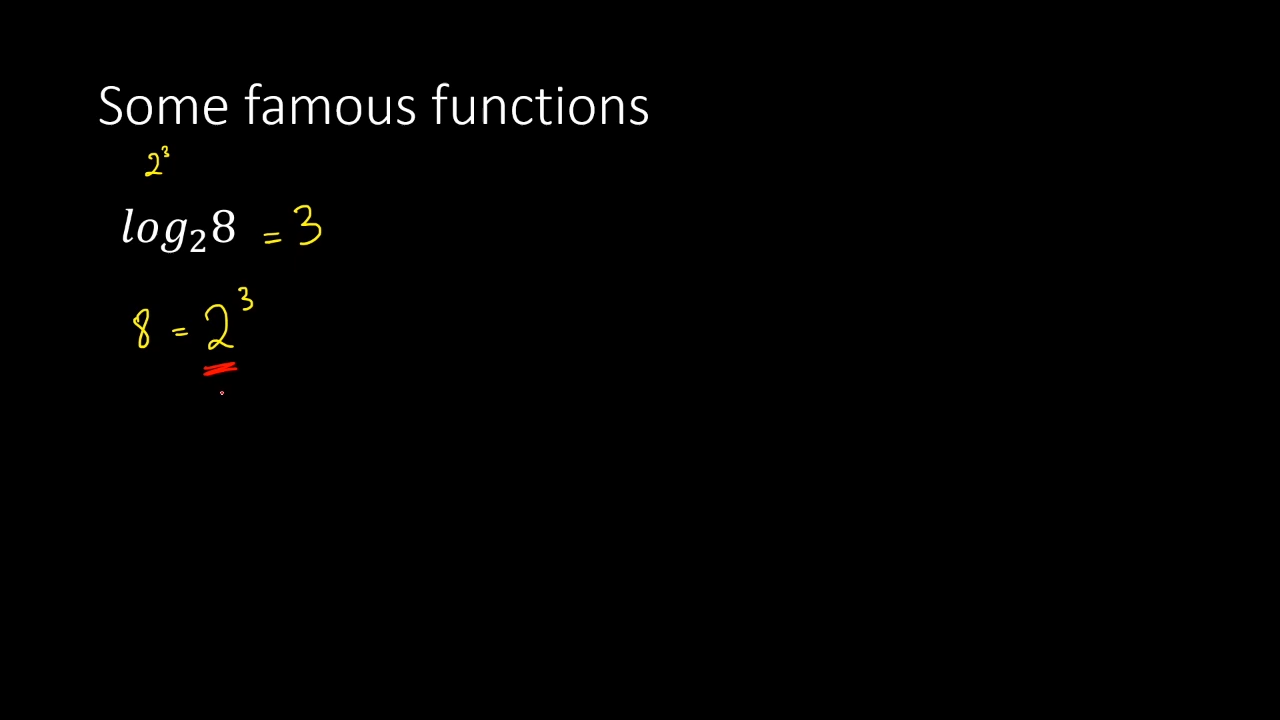 Some famous functions
2³
log₂8 = 3
8 = 2³